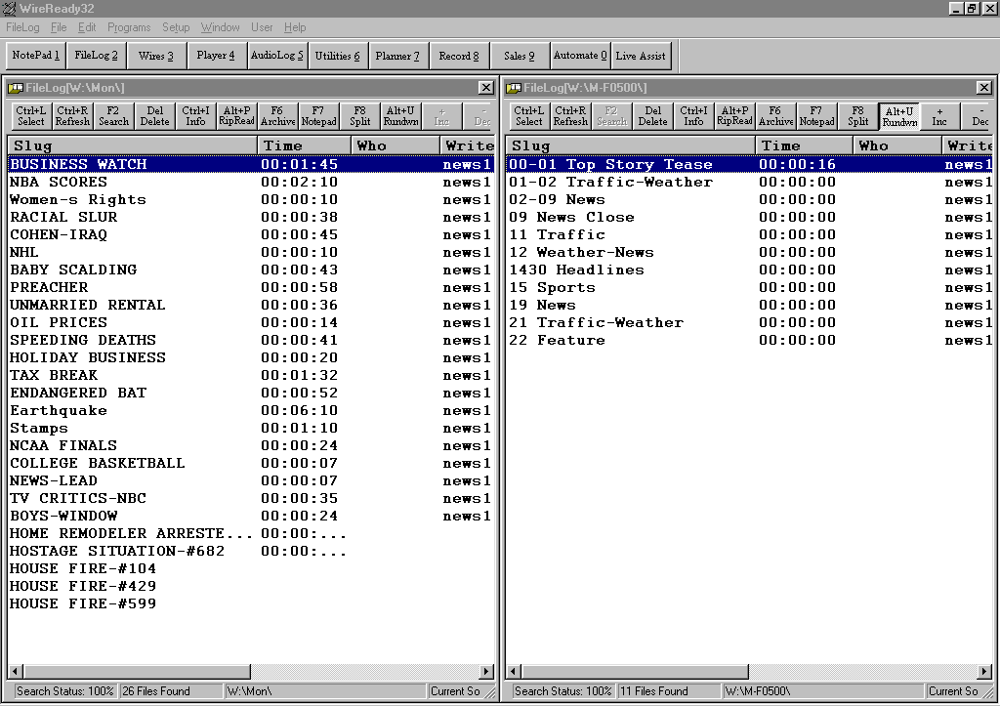 WireReady32
FileLog File Edit Programs Setup Window User Help
NotePad 1 FileLog 2 Wires 3 Player 4 AudioLog 5 Utilities 6 Planner 7 Record 8 Sales 9 Automate 0 Live Assist
FileLog[W:\Mon\]
Ctrl+L Ctrl+R F2 Del Ctrl+I Alt+P F6 F7 F8 Alt+U + -
Select Refresh Search Delete Info RipRead Archive Notepad Split Rundwn Inc Dec
Slug Time Who Write
BUSINESS WATCH 00:01:45 news1
NBA SCORES 00:02:10 news1
Women-s Rights 00:00:10 news1
RACIAL SLUR 00:00:38 news1
COHEN-IRAQ 00:00:45 news1
NHL 00:00:10 news1
BABY SCALDING 00:00:43 news1
PREACHER 00:00:58 news1
UNMARRIED RENTAL 00:00:36 news1
OIL PRICES 00:00:14 news1
SPEEDING DEATHS 00:00:41 news1
HOLIDAY BUSINESS 00:00:20 news1
TAX BREAK 00:01:32 news1
ENDANGERED BAT 00:00:52 news1
Earthquake 00:06:10 news1
Stamps 00:01:10 news1
NCAA FINALS 00:00:24 news1
COLLEGE BASKETBALL 00:00:07 news1
NEWS-LEAD 00:00:07 news1
TV CRITICS-NBC 00:00:35 news1
BOYS-WINDOW 00:00:24 news1
HOME REMODELER ARRESTE... 00:00:...
HOSTAGE SITUATION-#682 00:00:...
HOUSE FIRE-#104
HOUSE FIRE-#429
HOUSE FIRE-#599
Search Status: 100% 26 Files Found W:\Mon\ Current So
FileLog[W:\M-F0500\]
Ctrl+L Ctrl+R F2 Del Ctrl+I Alt+P F6 F7 F8 Alt+U + -
Select Refresh Search Delete Info RipRead Archive Notepad Split Rundwn Inc Dec
Slug Time Who Write
00-01 Top Story Tease 00:00:16 news1
01-02 Traffic-Weather 00:00:00 news1
02-09 News 00:00:00 news1
09 News Close 00:00:00 news1
11 Traffic 00:00:00 news1
12 Weather-News 00:00:00 news1
1430 Headlines 00:00:00 news1
15 Sports 00:00:00 news1
19 News 00:00:00 news1
21 Traffic-Weather 00:00:00 news1
22 Feature 00:00:00 news1
Search Status: 100% 11 Files Found W:\M-F0500\ Current So